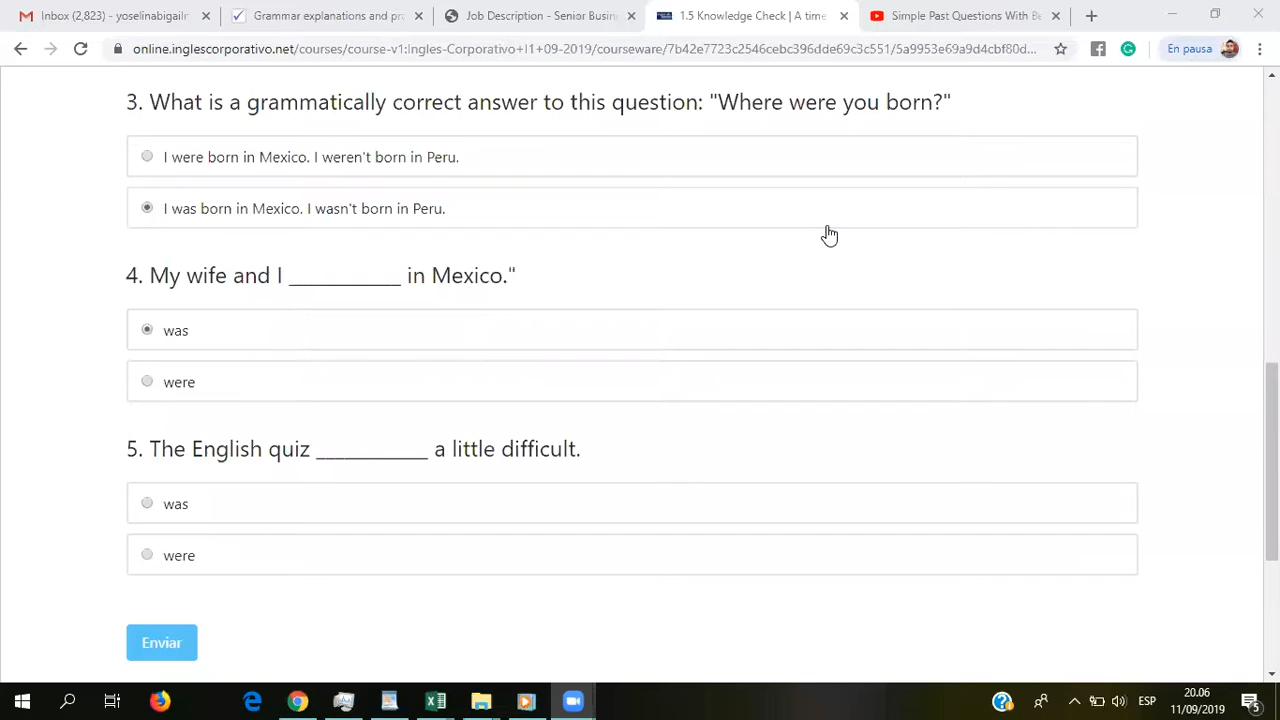 Inbox (2,823) - yoselinabigailn
Grammar explanations and p
Job Description - Senior Busin
1.5 Knowledge Check | A time
Simple Past Questions With Be
online.inglescorporativo.net/courses/course-v1:Ingles-Corporativo+I1+09-2019/courseware/7b42e7723c2546cebc396dde69c3c551/5a9953e69a9d4cbf80d...
En pausa
3. What is a grammatically correct answer to this question: "Where were you born?"
I were born in Mexico. I weren't born in Peru.
I was born in Mexico. I wasn't born in Peru.
4. My wife and I __________ in Mexico."
was
were
5. The English quiz __________ a little difficult.
was
were
Enviar
ESP
20.06
11/09/2019
5